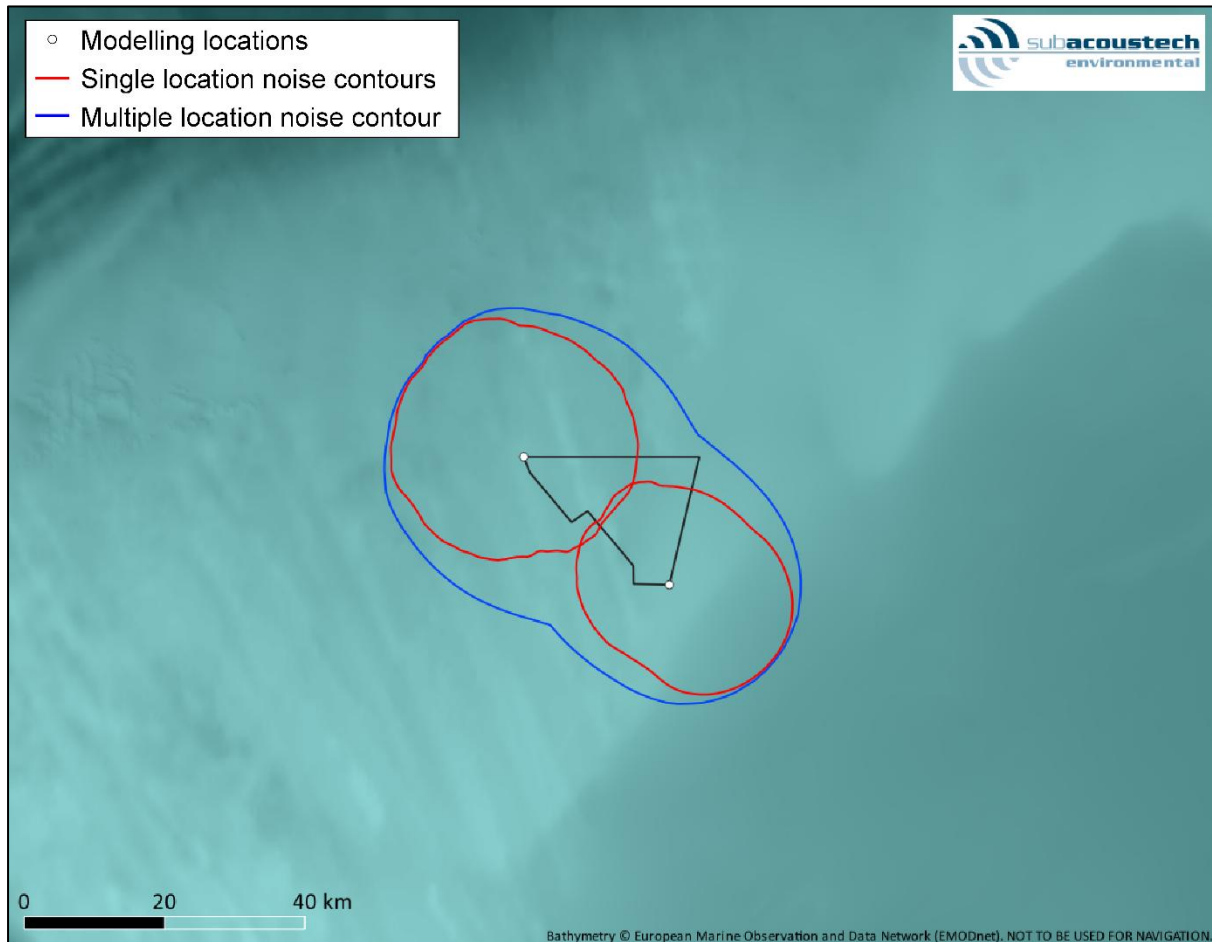 Modelling locations
Single location noise contours
Multiple location noise contour
subacoustech
environmental
0 20 40 km
Bathymetry © European Marine Observation and Data Network (EMODnet). NOT TO BE USED FOR NAVIGATION.